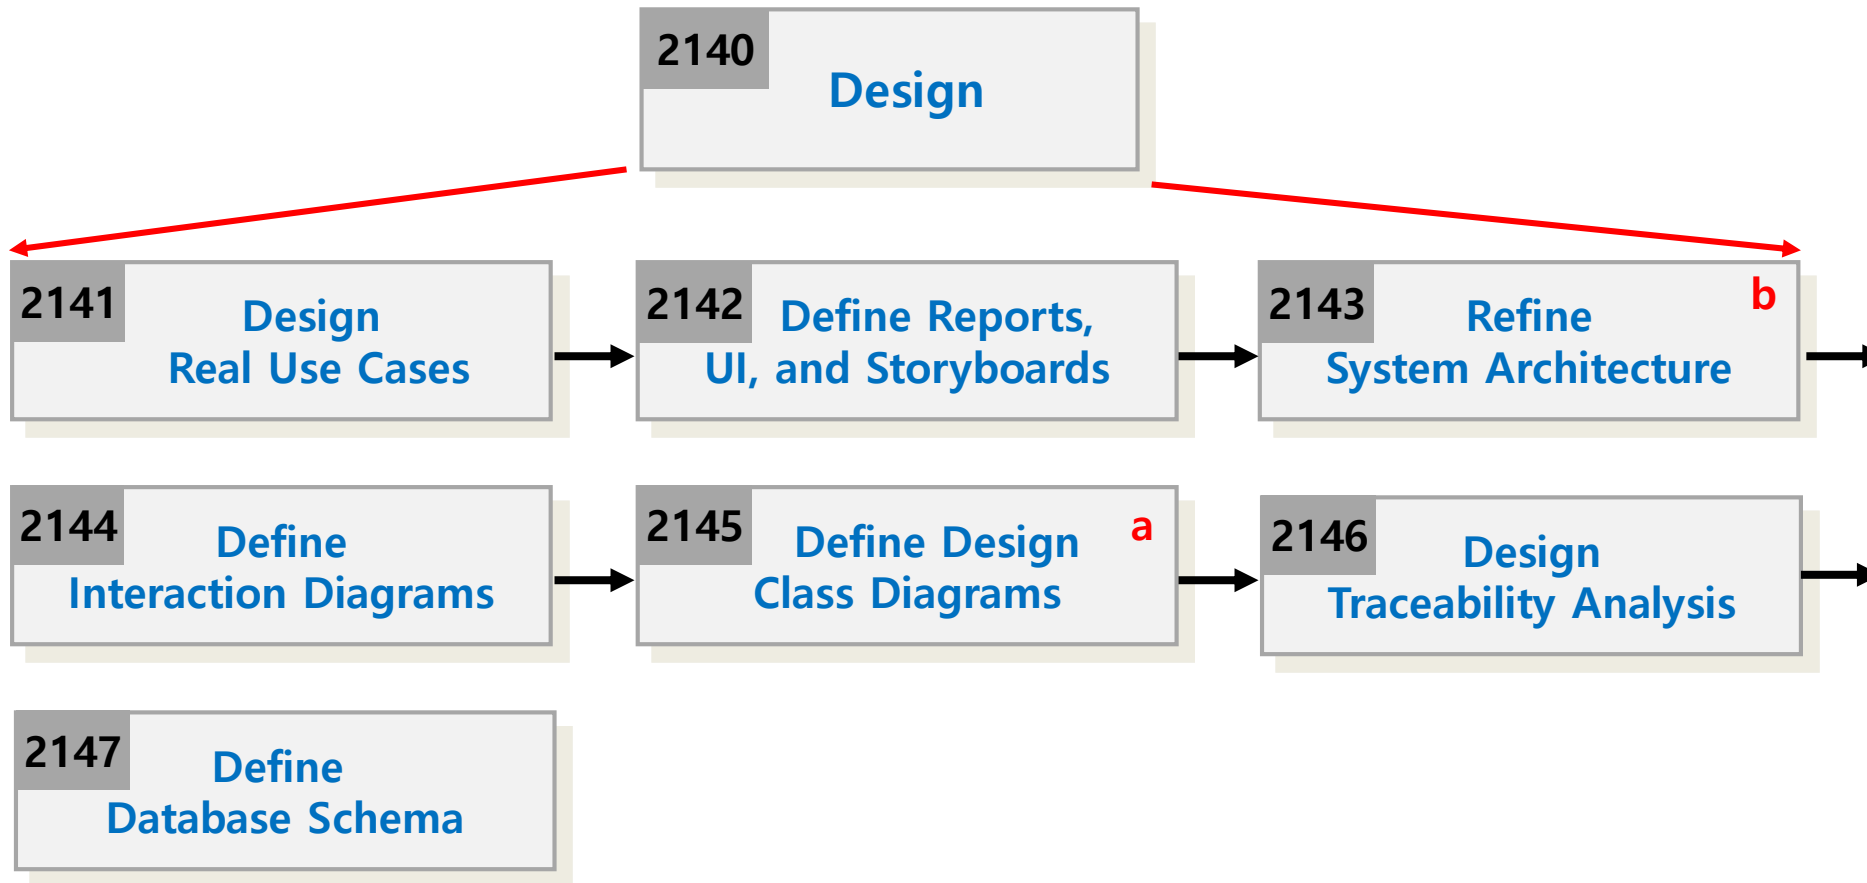 2140
Design
2141
Design
Real Use Cases
2142
Define Reports,
UI, and Storyboards
2143
Refine
b
System Architecture
2144
Define
Interaction Diagrams
2145
Define Design
a
Class Diagrams
2146
Design
Traceability Analysis
2147
Define
Database Schema